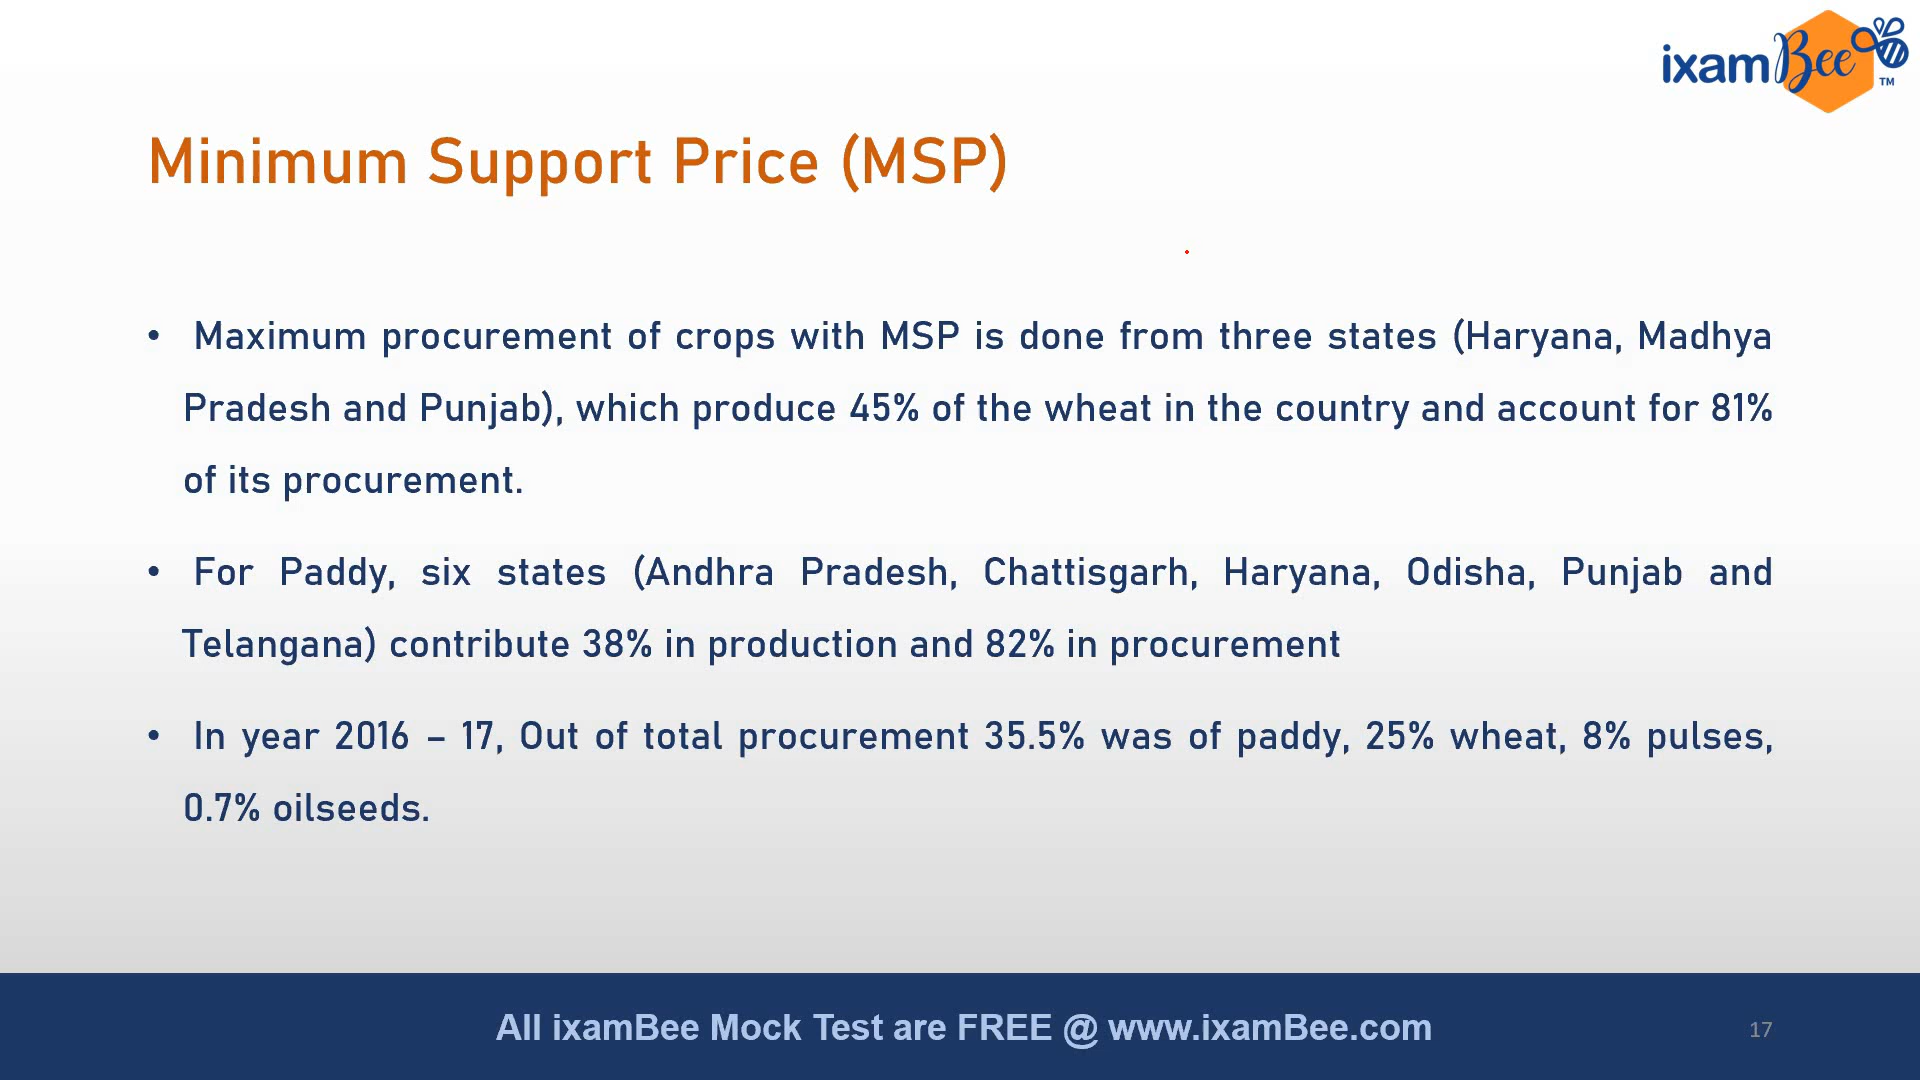 ixamBee TM
Minimum Support Price (MSP)
• Maximum procurement of crops with MSP is done from three states (Haryana, Madhya
Pradesh and Punjab), which produce 45% of the wheat in the country and account for 81%
of its procurement.
• For Paddy, six states (Andhra Pradesh, Chattisgarh, Haryana, Odisha, Punjab and
Telangana) contribute 38% in production and 82% in procurement
• In year 2016 – 17, Out of total procurement 35.5% was of paddy, 25% wheat, 8% pulses,
0.7% oilseeds.
All ixamBee Mock Test are FREE @ www.ixamBee.com
17